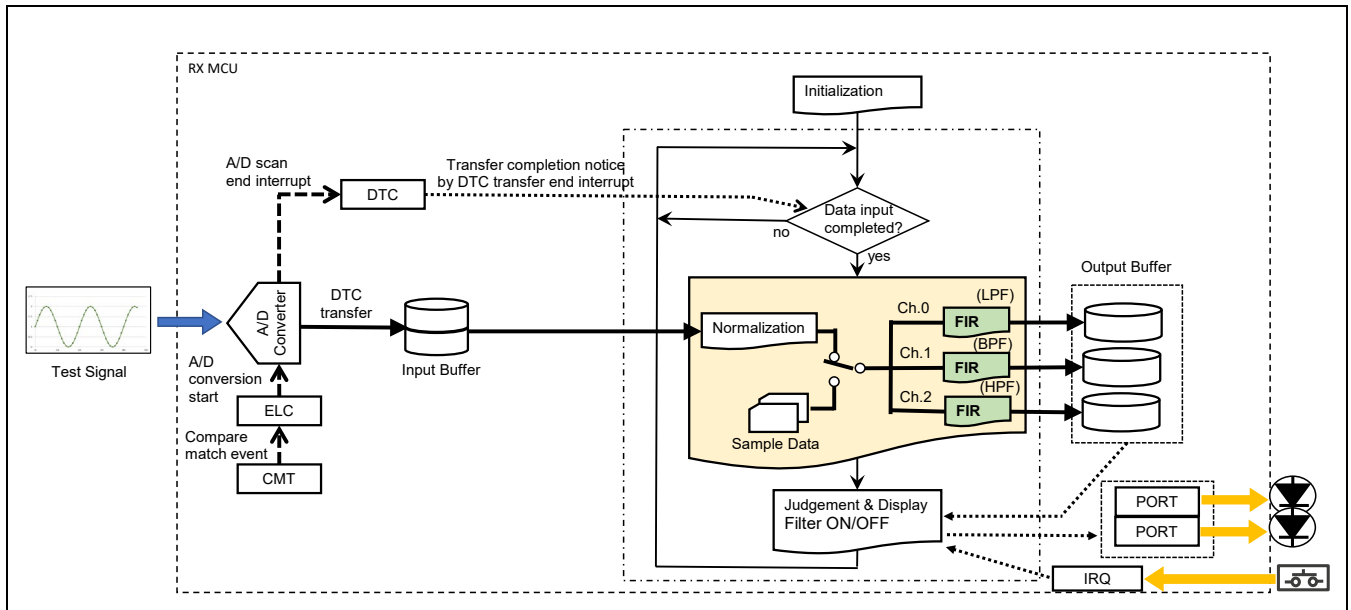 RX MCU
Initialization
A/D scan
end interrupt
DTC
Transfer completion notice
by DTC transfer end interrupt
Data input
completed?
no
yes
Test Signal
A/D
Converter
DTC
transfer
Input Buffer
A/D
conversion
start
ELC
Compare
match event
CMT
Normalization
Sample Data
Ch.0
(LPF)
FIR
Ch.1
(BPF)
FIR
Ch.2
(HPF)
FIR
Output Buffer
Judgement & Display
Filter ON/OFF
PORT
PORT
IRQ